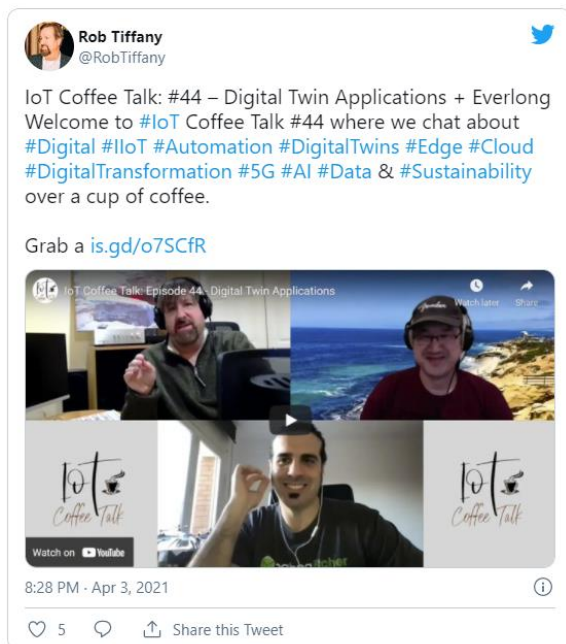 Rob Tiffany
@RobTiffany
IoT Coffee Talk: #44 – Digital Twin Applications + Everlong
Welcome to #IoT Coffee Talk #44 where we chat about
#Digital #IIoT #Automation #DigitalTwins #Edge #Cloud
#DigitalTransformation #5G #AI #Data & #Sustainability
over a cup of coffee.
Grab a is.gd/o7SCfR
IoT Coffee Talk: Episode 44 - Digital Twin Applications
Watch later
Share
IoT
Coffee Talk
IoT
Coffee Talk
Watch on YouTube
8:28 PM · Apr 3, 2021
5
Share this Tweet